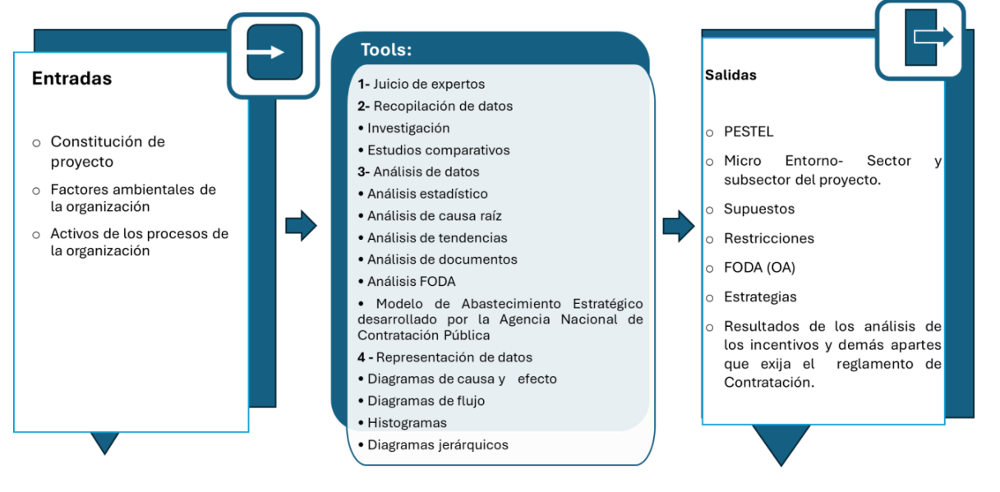 Entradas
○ Constitución de
proyecto
○ Factores ambientales de
la organización
○ Activos de los procesos de
la organización
Tools:
1- Juicio de expertos
2- Recopilación de datos
• Investigación
• Estudios comparativos
3- Análisis de datos
• Análisis estadístico
• Análisis de causa raíz
• Análisis de tendencias
• Análisis de documentos
• Análisis FODA
• Modelo de Abastecimiento Estratégico
desarrollado por la Agencia Nacional de
Contratación Pública
4 - Representación de datos
• Diagramas de causa y efecto
• Diagramas de flujo
• Histogramas
• Diagramas jerárquicos
Salidas
○ PESTEL
○ Micro Entorno- Sector y
subsector del proyecto.
○ Supuestos
○ Restricciones
○ FODA (OA)
○ Estrategias
○ Resultados de los análisis de
los incentivos y demás apartes
que exija el reglamento de
Contratación.